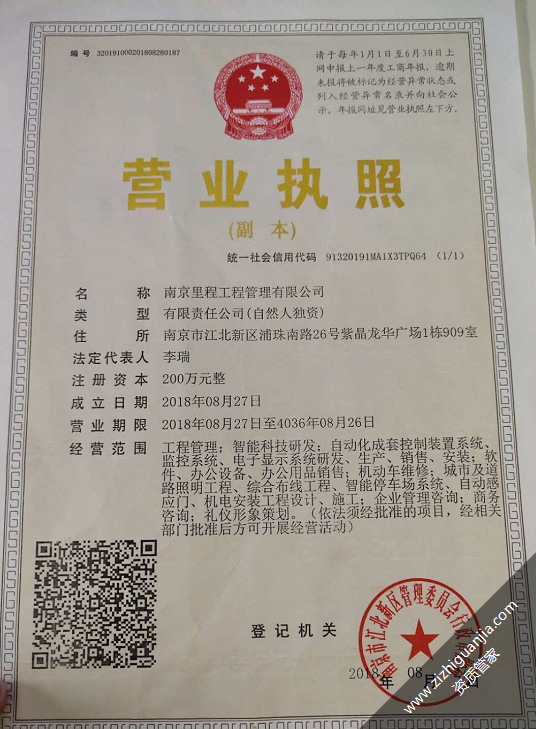 编 号 320191000201808280187
请于每年1月1日至6月30日上
网申报上一年度工商年报，逾期
未报将被标记为经营异常状态或
列入经营异常名录并向社会公
示，年报网址见营业执照左下方。
营业执照
(副 本)
统一社会信用代码 91320191MA1X3TPQ64 (1/1)
名 称 南京里程工程管理有限公司
类 型 有限责任公司(自然人独资)
住 所 南京市江北新区浦珠南路26号紫晶龙华广场1栋909室
法定代表人 李瑞
注册资本 200万元整
成立日期 2018年08月27日
营业期限 2018年08月27日至4036年08月26日
经营范围 工程管理；智能科技研发；自动化成套控制装置系统、
监控系统、电子显示系统研发、生产、销售、安装；软
件、办公设备、办公用品销售；机动车维修；城市及道
路照明工程、综合布线工程、智能停车场系统、自动感
应门、机电安装工程设计、施工；企业管理咨询；商务
咨询；礼仪形象策划。（依法须经批准的项目，经相关
部门批准后方可开展经营活动）
登记机关
南京市江北新区管理委员会行政
2018 年 08 月 日
www.zizhiguanjia.com
资质管家